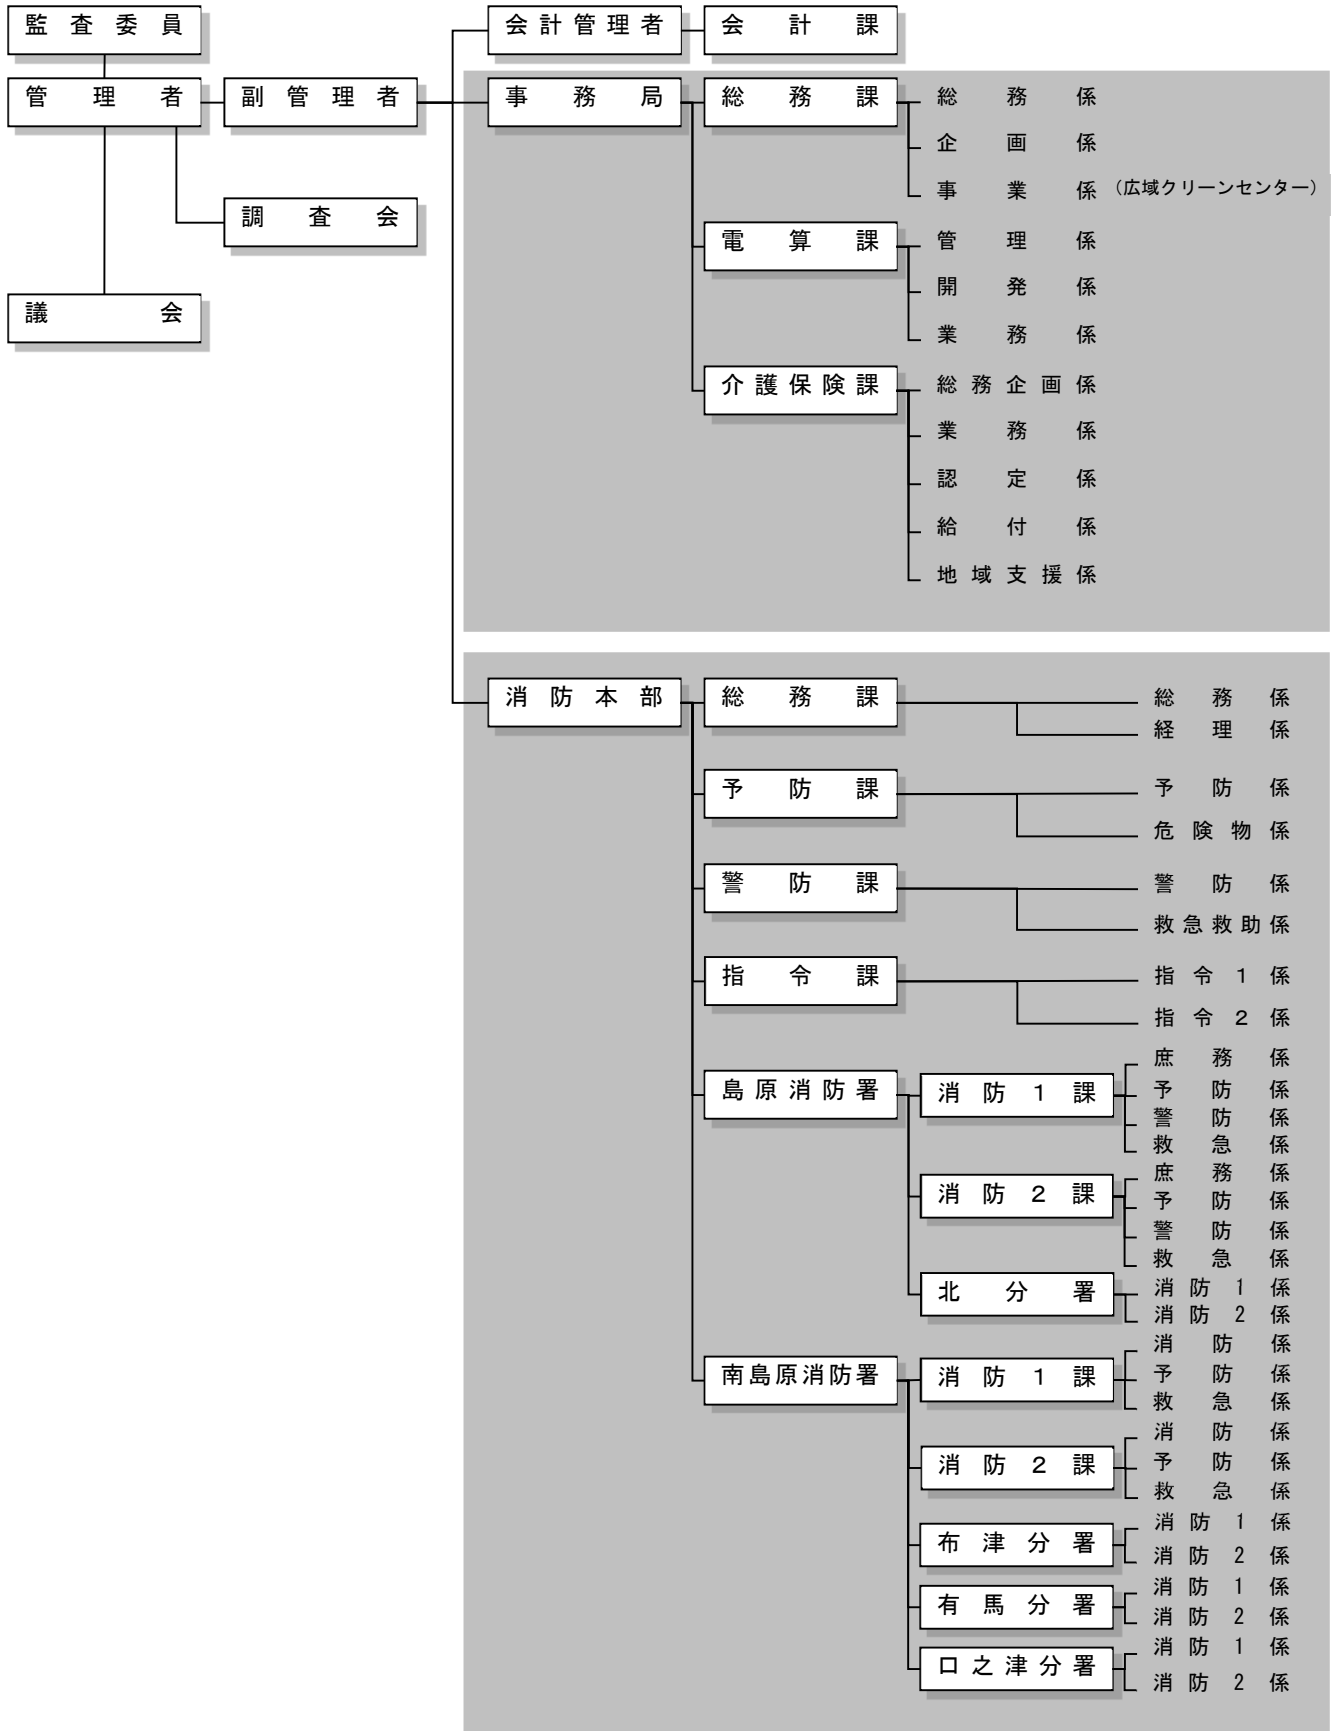 監査委員
会計管理者
会計課
管理者
副管理者
事務局
総務課
総務係
企画係
事業係 (広域クリーンセンター)
調査会
電算課
管理係
開発係
業務係
議会
介護保険課
総務企画係
業務係
認定係
給付係
地域支援係
消防本部
総務課
総務係
経理係
予防課
予防係
危険物係
警防課
警防係
救急救助係
指令課
指令1係
指令2係
島原消防署
消防1課
庶務係
予防係
警防係
救急係
消防2課
庶務係
予防係
警防係
救急係
北分署
消防1係
消防2係
南島原消防署
消防1課
消防係
予防係
救急係
消防2課
消防係
予防係
救急係
布津分署
消防1係
消防2係
有馬分署
消防1係
消防2係
口之津分署
消防1係
消防2係